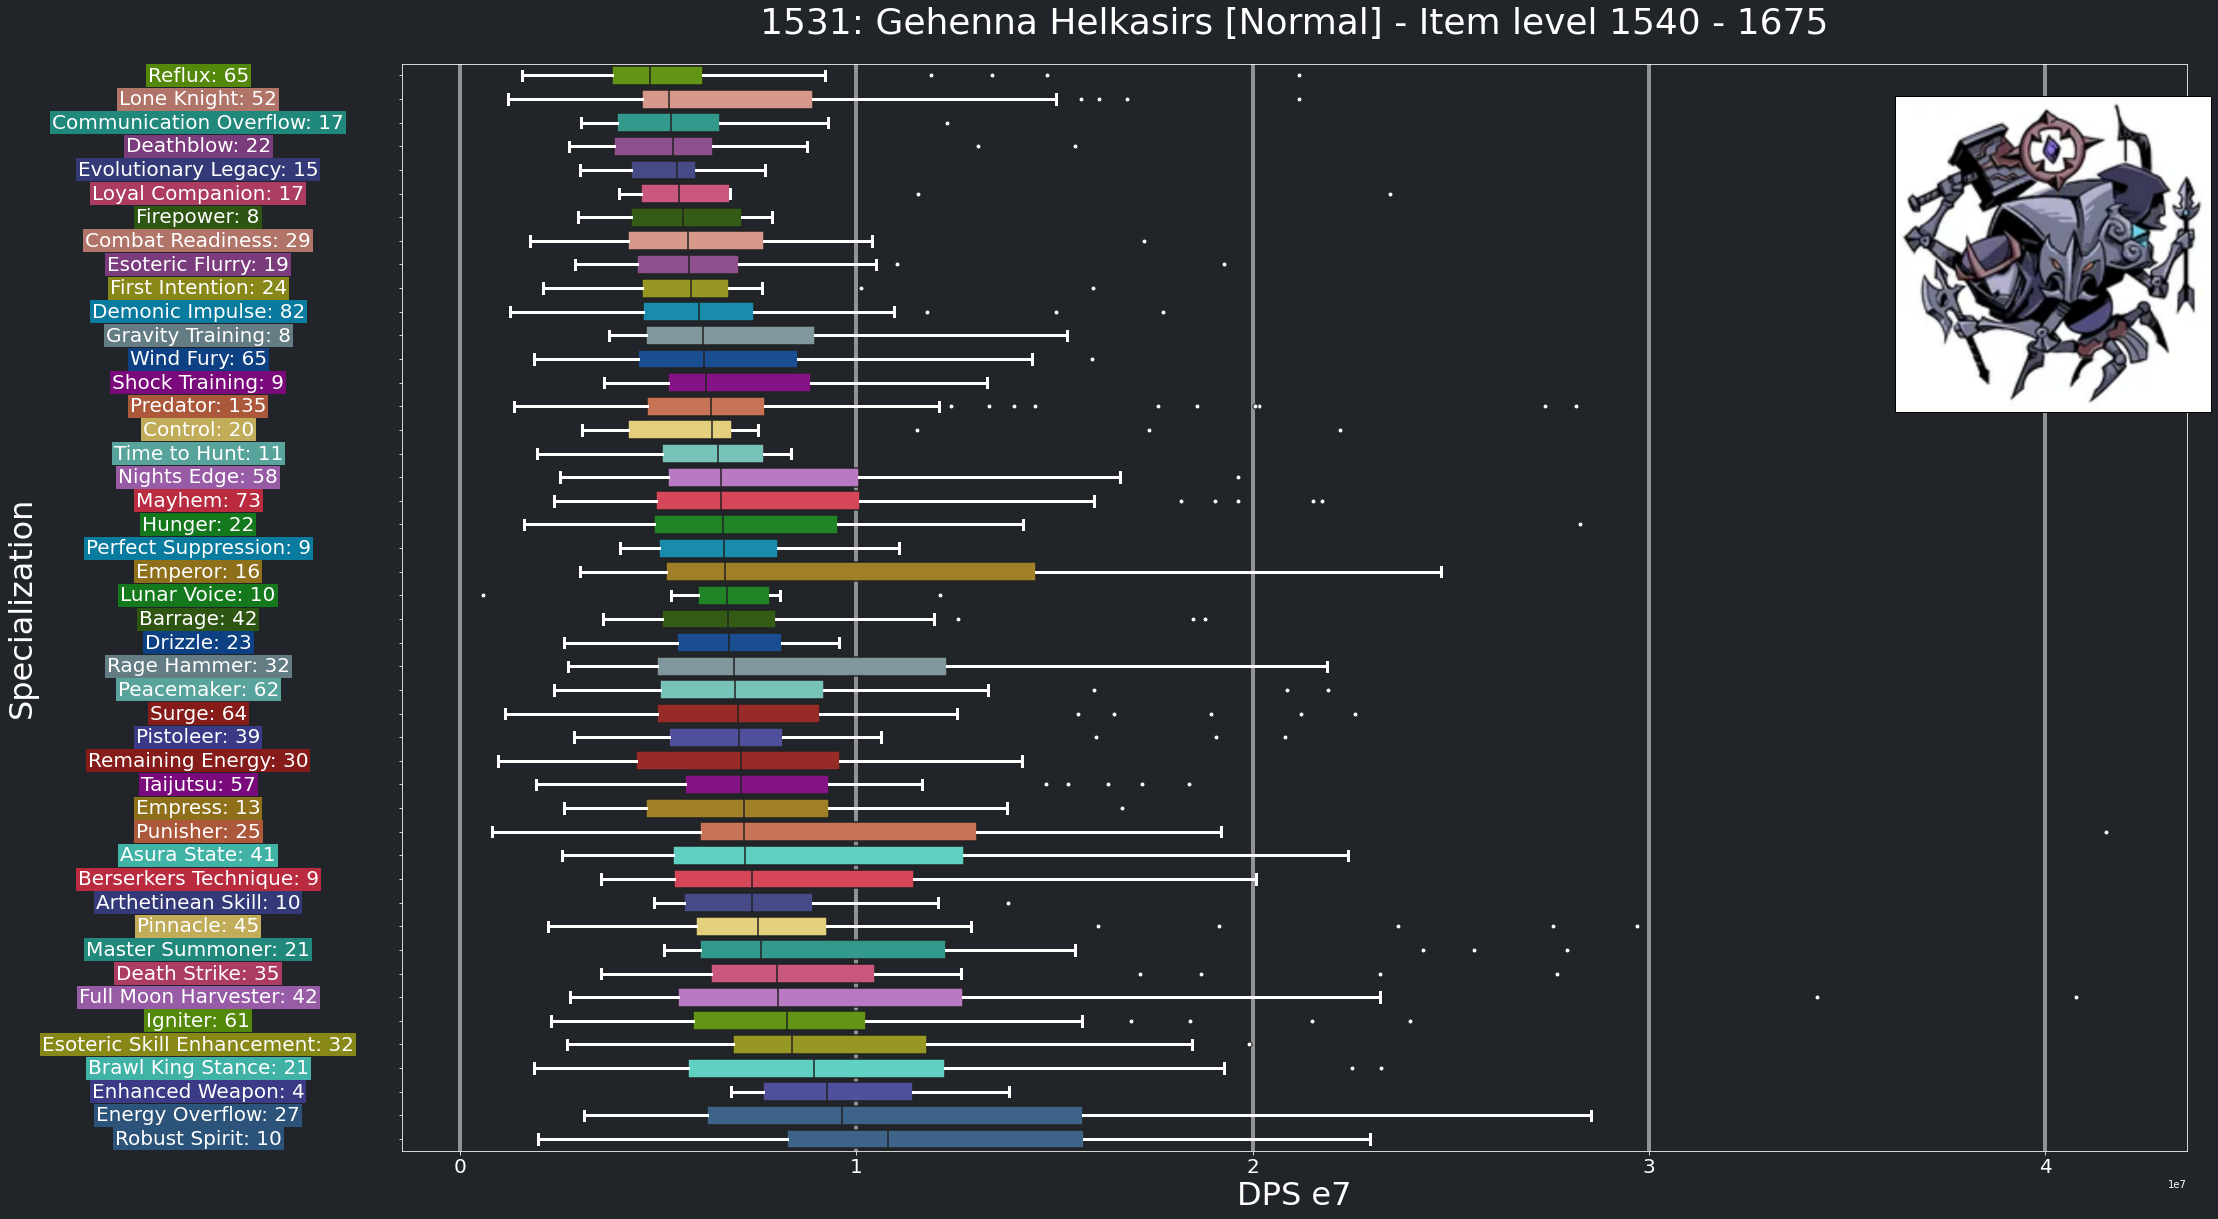 1531: Gehenna Helkasirs [Normal] - Item level 1540 - 1675
Specialization
Reflux: 65
Lone Knight: 52
Communication Overflow: 17
Deathblow: 22
Evolutionary Legacy: 15
Loyal Companion: 17
Firepower: 8
Combat Readiness: 29
Esoteric Flurry: 19
First Intention: 24
Demonic Impulse: 82
Gravity Training: 8
Wind Fury: 65
Shock Training: 9
Predator: 135
Control: 20
Time to Hunt: 11
Nights Edge: 58
Mayhem: 73
Hunger: 22
Perfect Suppression: 9
Emperor: 16
Lunar Voice: 10
Barrage: 42
Drizzle: 23
Rage Hammer: 32
Peacemaker: 62
Surge: 64
Pistoleer: 39
Remaining Energy: 30
Taijutsu: 57
Empress: 13
Punisher: 25
Asura State: 41
Berserkers Technique: 9
Arthetinean Skill: 10
Pinnacle: 45
Master Summoner: 21
Death Strike: 35
Full Moon Harvester: 42
Igniter: 61
Esoteric Skill Enhancement: 32
Brawl King Stance: 21
Enhanced Weapon: 4
Energy Overflow: 27
Robust Spirit: 10
0 1 2 3 4
1e7
DPS e7